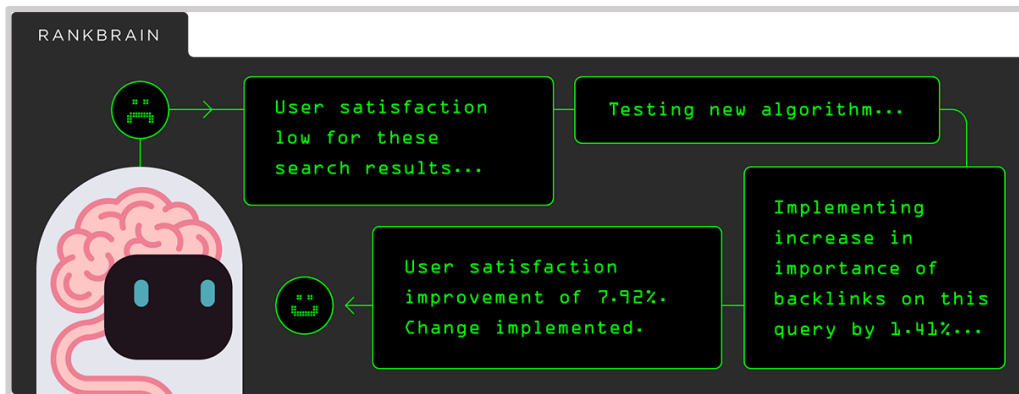 RANKBRAIN
User satisfaction
low for these
search results...
Testing new algorithm...
Implementing
increase in
importance of
backlinks on this
query by 1.41%...
User satisfaction
improvement of 7.92%.
Change implemented.